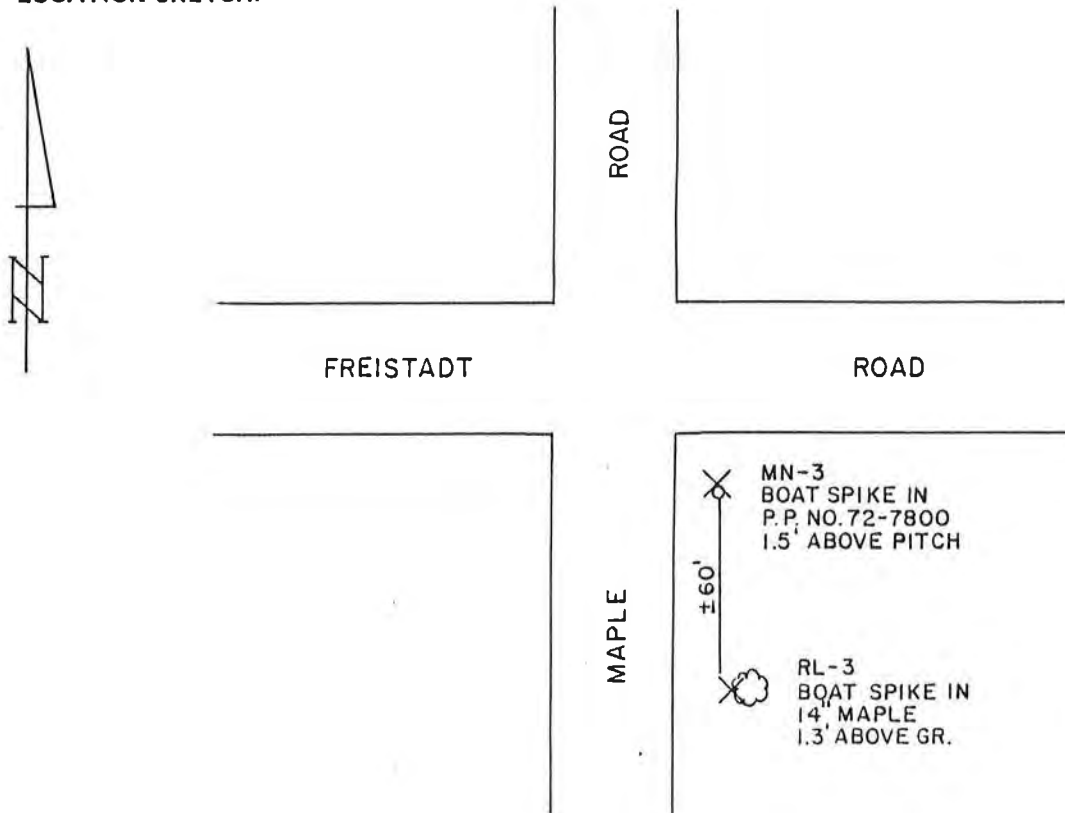 ROAD
N
FREISTADT ROAD
MN-3
BOAT SPIKE IN
P.P. NO. 72-7800
1.5' ABOVE PITCH
±60'
MAPLE
RL-3
BOAT SPIKE IN
14" MAPLE
1.3' ABOVE GR.